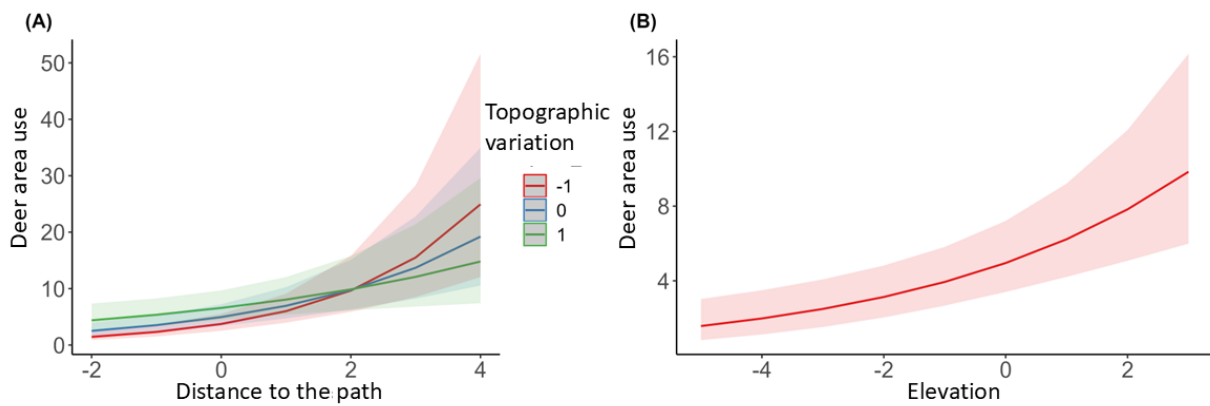 (A)
Deer area use
50
40
30
20
10
0
-2
0
2
4
Distance to the path
Topographic
variation
-1
0
1
(B)
Deer area use
16
12
8
4
-4
-2
0
2
Elevation